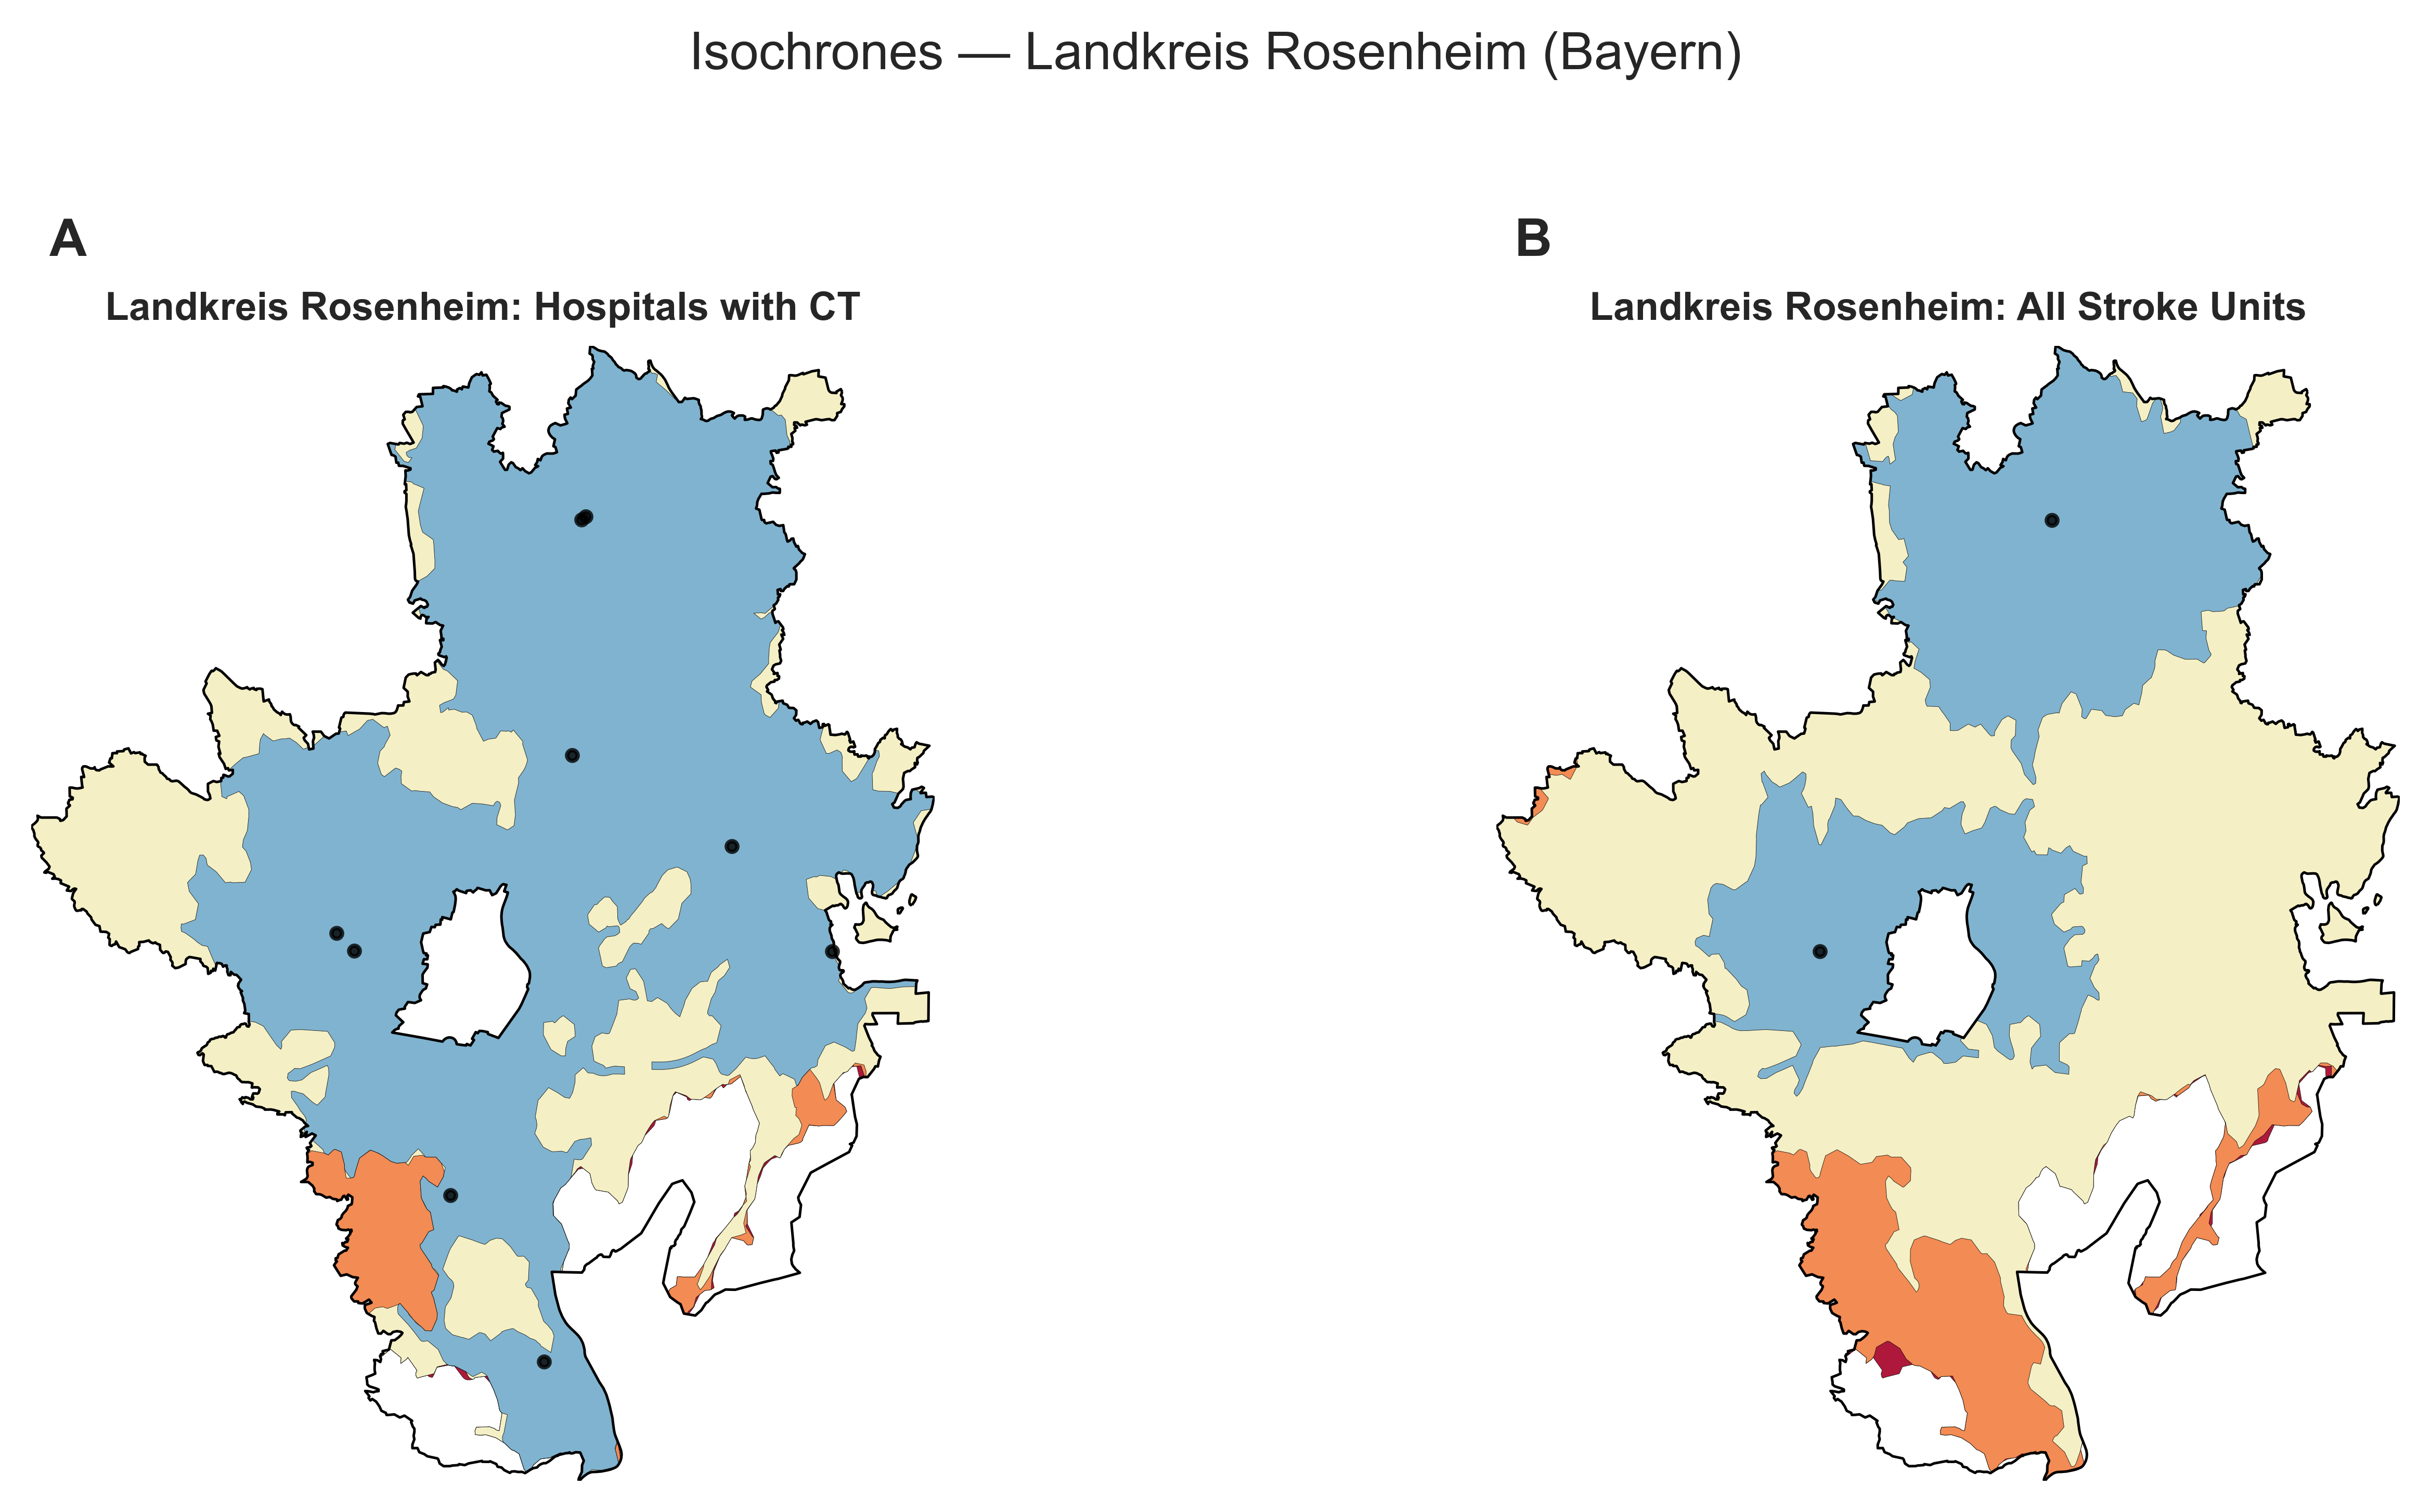 Isochrones — Landkreis Rosenheim (Bayern)
A
Landkreis Rosenheim: Hospitals with CT
B
Landkreis Rosenheim: All Stroke Units